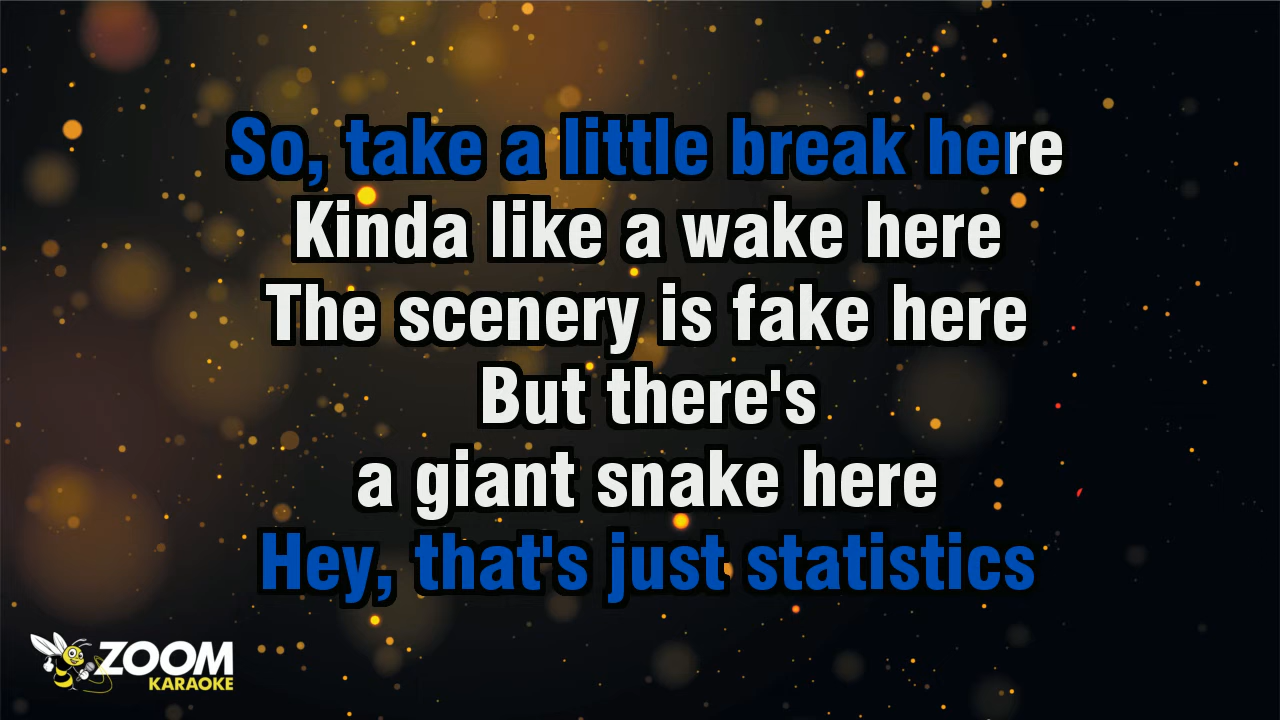 So, take a little break here
Kinda like a wake here
The scenery is fake here
But there's
a giant snake here
Hey, that's just statistics
ZOOM
KARAOKE